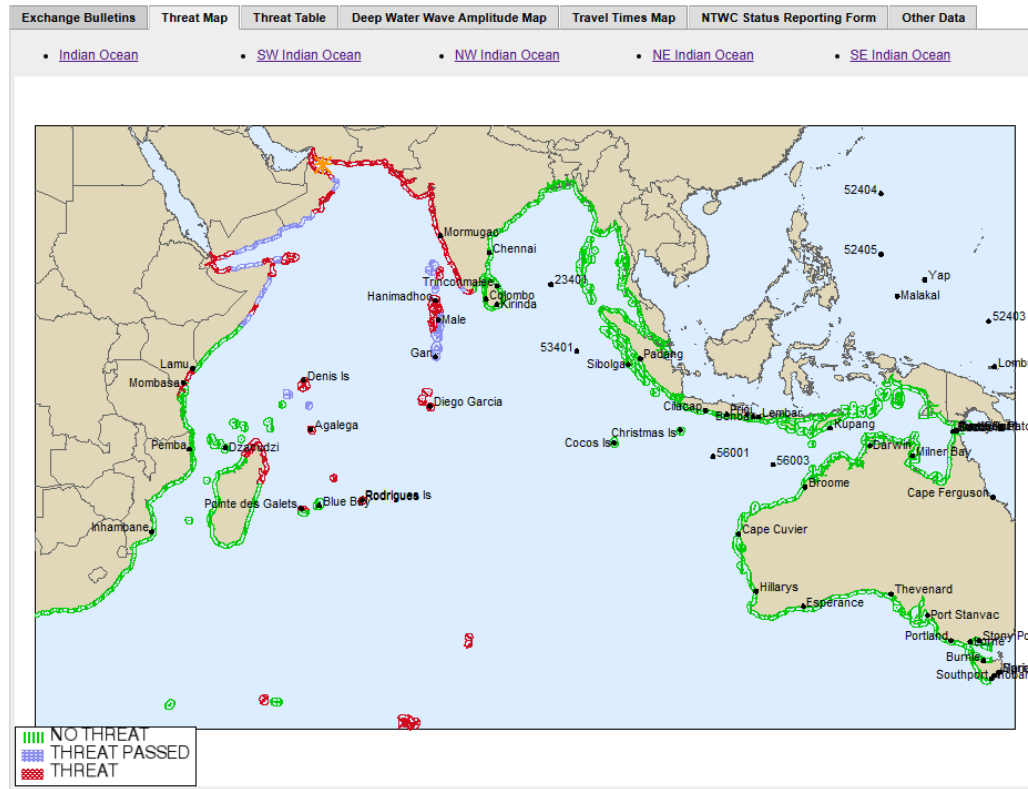 Exchange Bulletins
Threat Map
Threat Table
Deep Water Wave Amplitude Map
Travel Times Map
NTWC Status Reporting Form
Other Data
Indian Ocean
SW Indian Ocean
NW Indian Ocean
NE Indian Ocean
SE Indian Ocean
52404
Mormugao
Chennai
52405
Trincomalee
23401
Yap
Hanimadhoo
Colombo
Kirinda
Malakal
Male
52403
Gan
53401
Padang
Lamu
Sibolga
Lomb
Mombasa
Denis Is
Diego Garcia
Cilacap
Prigi
Lembar
Agalega
Christmas Is
Kupang
Pemba
Dzaoudzi
Cocos Is
Darwin
56001
56003
Milner Bay
Broome
Cape Ferguson
Rodrigues Is
Pointe des Galets
Blue Bay
Inhambane
Cape Cuvier
Hillarys
Thevenard
Esperance
Port Stanvac
Portland
Stony Po
Burnie
Southport
NO THREAT
THREAT PASSED
THREAT